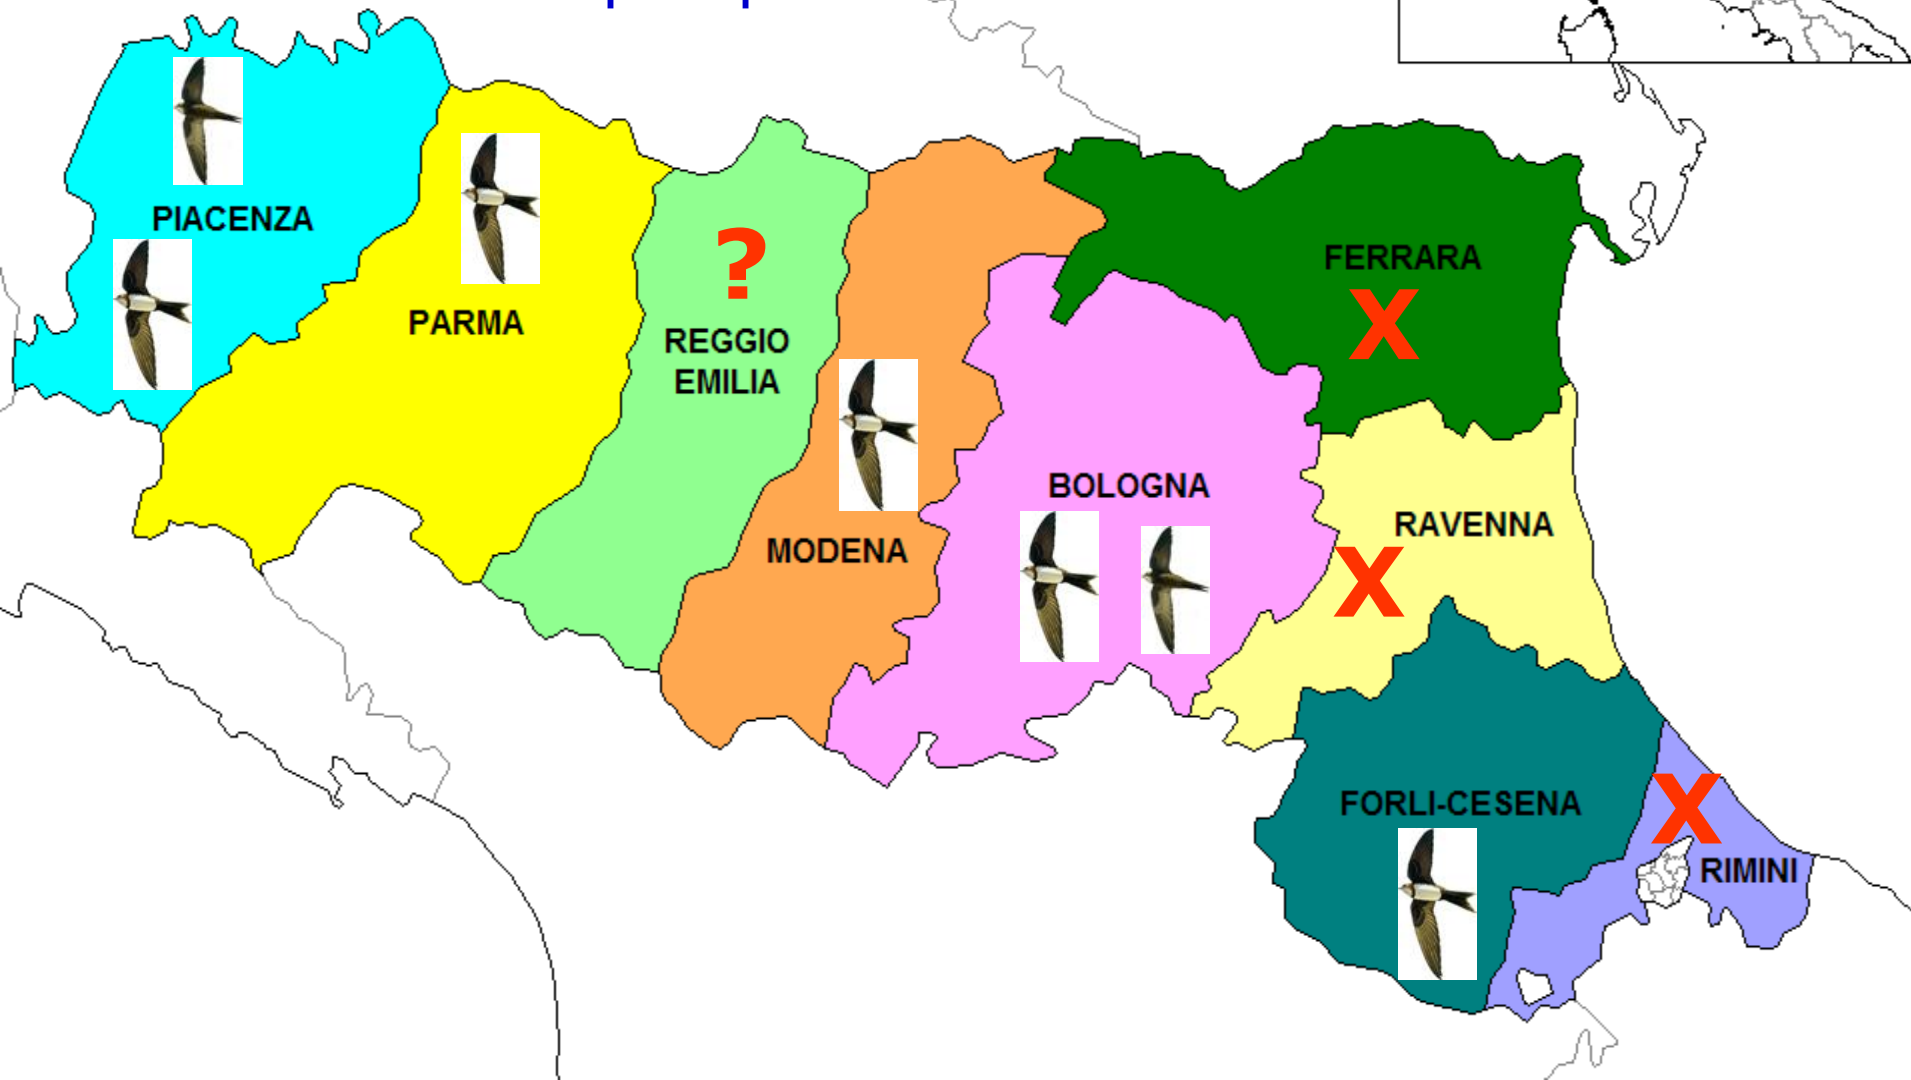 PIACENZA
PARMA
?
REGGIO
EMILIA
MODENA
BOLOGNA
FERRARA
X
RAVENNA
X
FORLI-CESENA
X
RIMINI